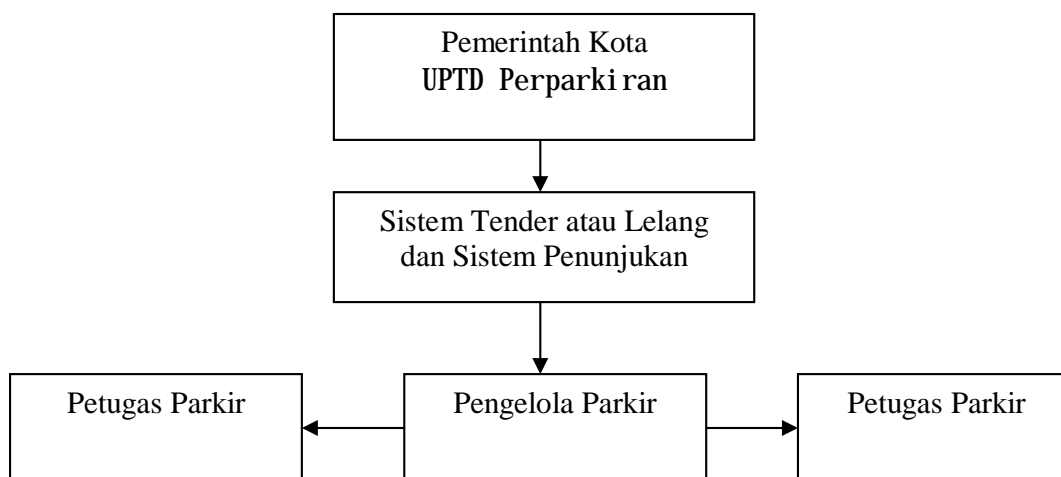 Pemerintah Kota
UPTD Perparkiran
Sistem Tender atau Lelang
dan Sistem Penunjukan
Petugas Parkir
Pengelola Parkir
Petugas Parkir